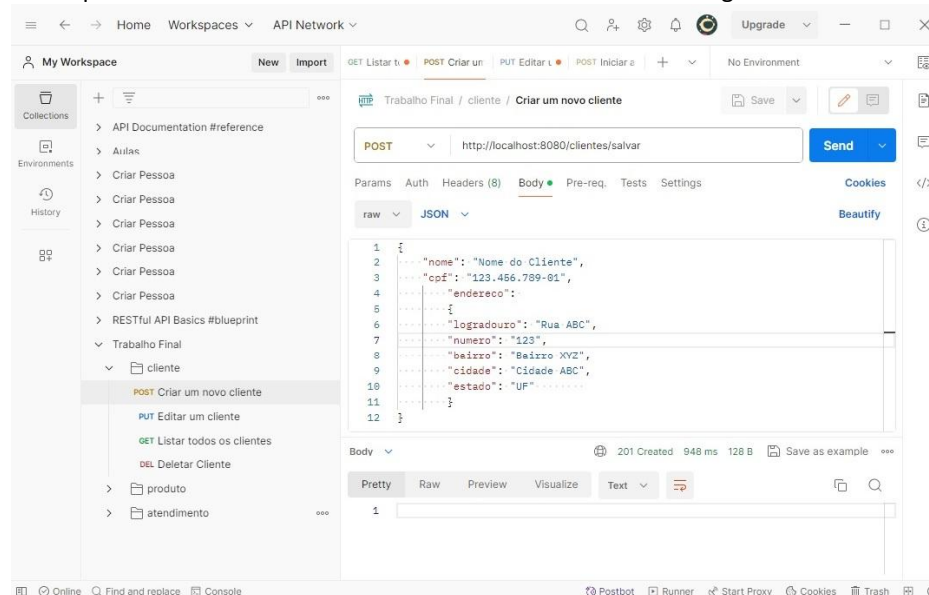 Home Workspaces API Network Upgrade
My Workspace New Import GET Listar t POST Criar un PUT Editar u POST Iniciar a No Environment
Collections
Environments
History
API Documentation #reference
Aulas
Criar Pessoa
Criar Pessoa
Criar Pessoa
Criar Pessoa
Criar Pessoa
Criar Pessoa
RESTful API Basics #blueprint
Trabalho Final
cliente
POST Criar um novo cliente
PUT Editar um cliente
GET Listar todos os clientes
DEL Deletar Cliente
produto
atendimento
HTTP Trabalho Final / cliente / Criar um novo cliente Save
POST http://localhost:8080/clientes/salvar Send
Params Auth Headers (8) Body Pre-req. Tests Settings Cookies
raw JSON Beautify
1 {
2 "nome": "Nome do Cliente",
3 "cpf": "123.456.789-01",
4 "endereco":
5 {
6 "logradouro": "Rua ABC",
7 "numero": "123",
8 "bairro": "Bairro XYZ",
9 "cidade": "Cidade ABC",
10 "estado": "UF"
11 }
12 }
Body 201 Created 948 ms 128 B Save as example
Pretty Raw Preview Visualize Text
1
Online Find and replace Console Postbot Runner Start Proxy Cookies Trash